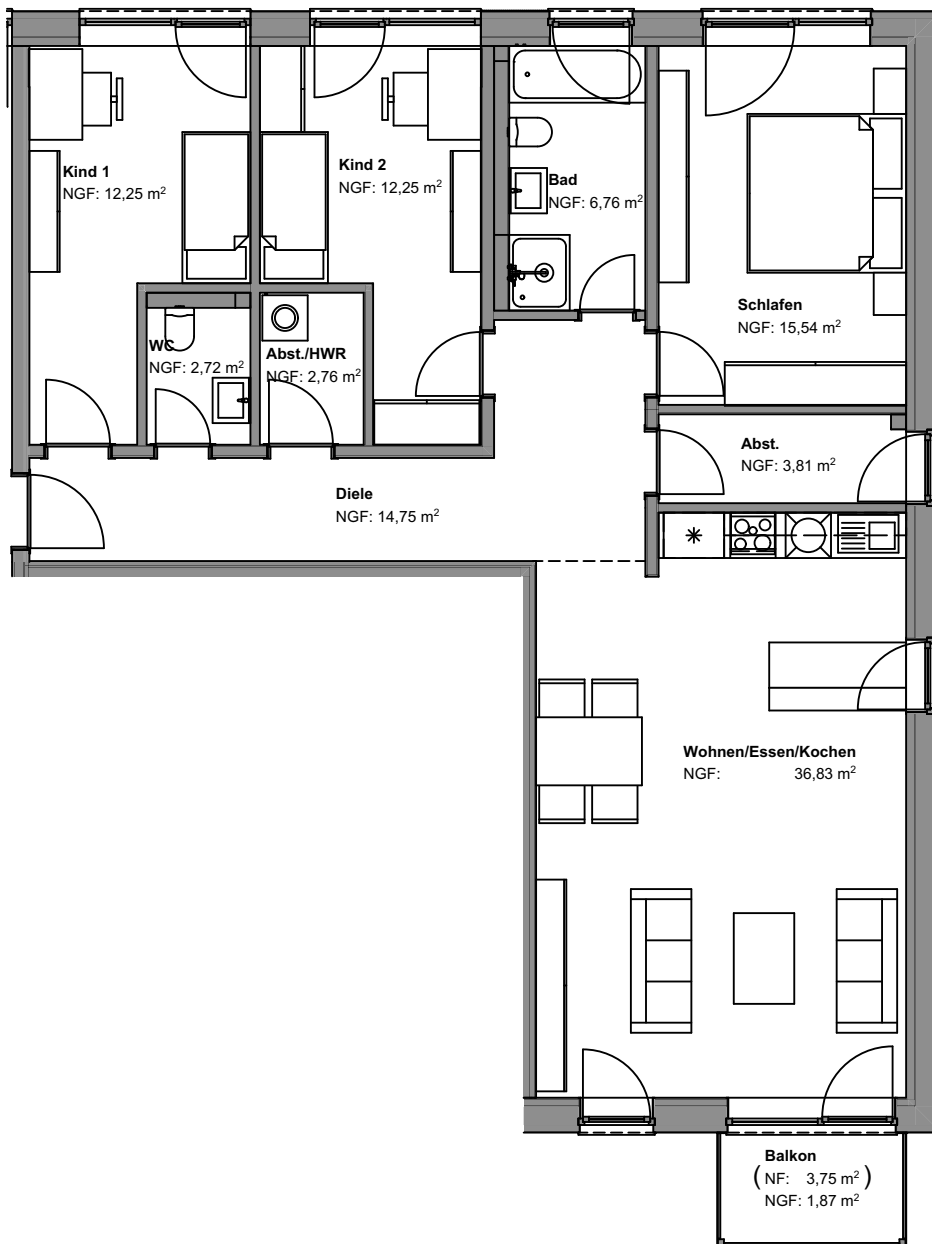 Kind 1
NGF: 12,25 m²
Kind 2
NGF: 12,25 m²
Bad
NGF: 6,76 m²
Schlafen
NGF: 15,54 m²
WC
NGF: 2,72 m²
Abst./HWR
NGF: 2,76 m²
Abst.
NGF: 3,81 m²
Diele
NGF: 14,75 m²
Wohnen/Essen/Kochen
NGF: 36,83 m²
Balkon
(NF: 3,75 m²)
NGF: 1,87 m²